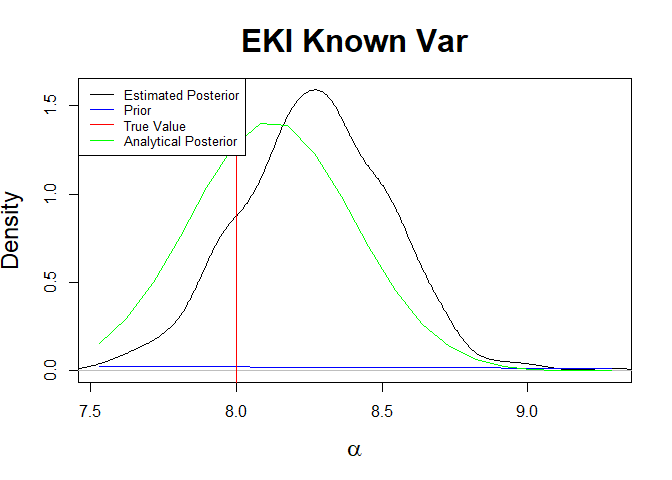 EKI Known Var
Estimated Posterior
Prior
True Value
Analytical Posterior
Density
1.5
1.0
0.5
0.0
7.5 8.0 8.5 9.0
α